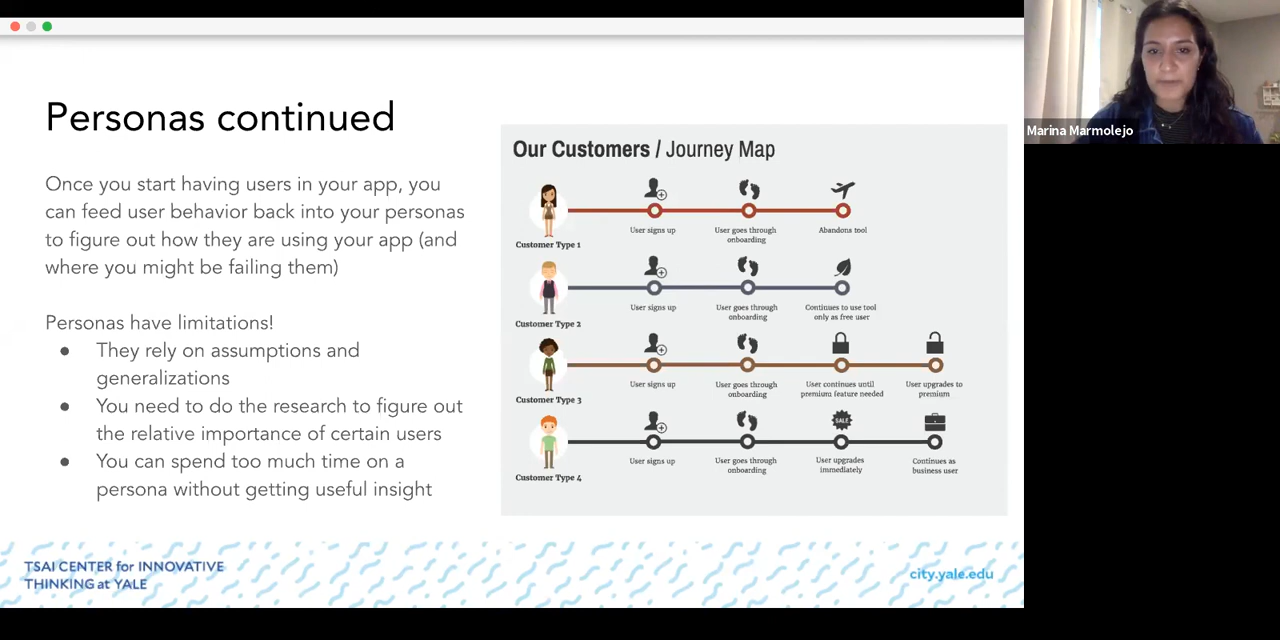 Personas continued
Once you start having users in your app, you
can feed user behavior back into your personas
to figure out how they are using your app (and
where you might be failing them)
Personas have limitations!
● They rely on assumptions and
generalizations
● You need to do the research to figure out
the relative importance of certain users
● You can spend too much time on a
persona without getting useful insight
Our Customers / Journey Map
Customer Type 1
User signs up
User goes through
onboarding
Abandons tool
Customer Type 2
User signs up
User goes through
onboarding
Continues to use tool
only as free user
Customer Type 3
User signs up
User goes through
onboarding
User continues until
premium feature needed
User upgrades to
premium
Customer Type 4
User signs up
User goes through
onboarding
SALE
User upgrades
immediately
Continues as
business user
TSAI CENTER for INNOVATIVE
THINKING at YALE
city.yale.edu
Marina Marmolejo